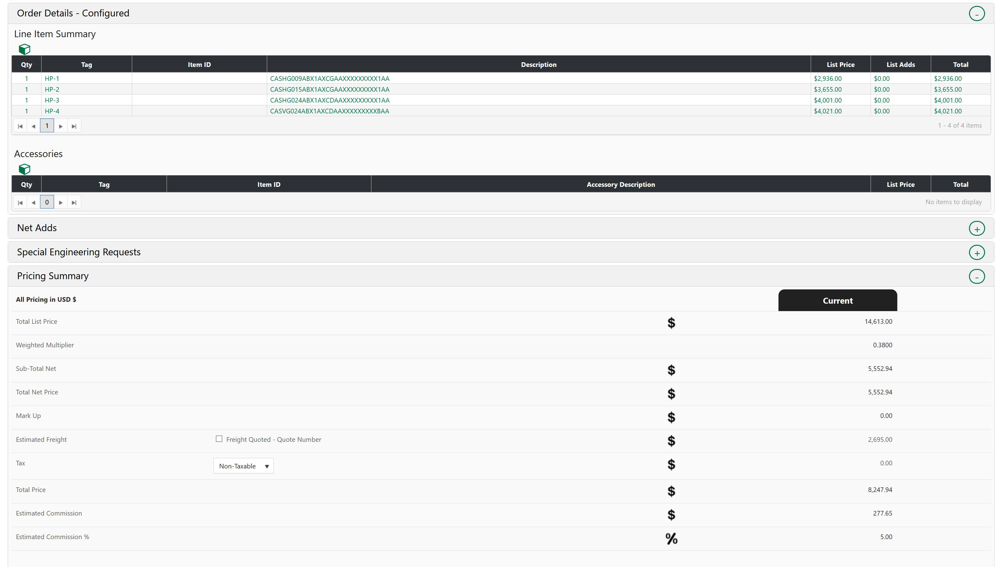 Order Details - Configured
-
Line Item Summary
Qty Tag Item ID Description List Price List Adds Total
1 HP-1 CASHG009ABX1AXCGAAXXXXXXXXX1AA $2,936.00 $0.00 $2,936.00
1 HP-2 CASHG015ABX1AXCGAAXXXXXXXXX1AA $3,655.00 $0.00 $3,655.00
1 HP-3 CASHG024ABX1AXCDAAXXXXXXXXX1AA $4,001.00 $0.00 $4,001.00
1 HP-4 CASVG024ABX1AXCDAAXXXXXXXXXBAA $4,021.00 $0.00 $4,021.00
1 1 - 4 of 4 items
Accessories
Qty Tag Item ID Accessory Description List Price Total
0 No items to display
Net Adds +
Special Engineering Requests +
Pricing Summary -
All Pricing in USD $ Current
Total List Price $ 14,613.00
Weighted Multiplier 0.3800
Sub-Total Net $ 5,552.94
Total Net Price $ 5,552.94
Mark Up $ 0.00
Estimated Freight Freight Quoted - Quote Number $ 2,695.00
Tax Non-Taxable $ 0.00
Total Price $ 8,247.94
Estimated Commission $ 277.65
Estimated Commission % % 5.00